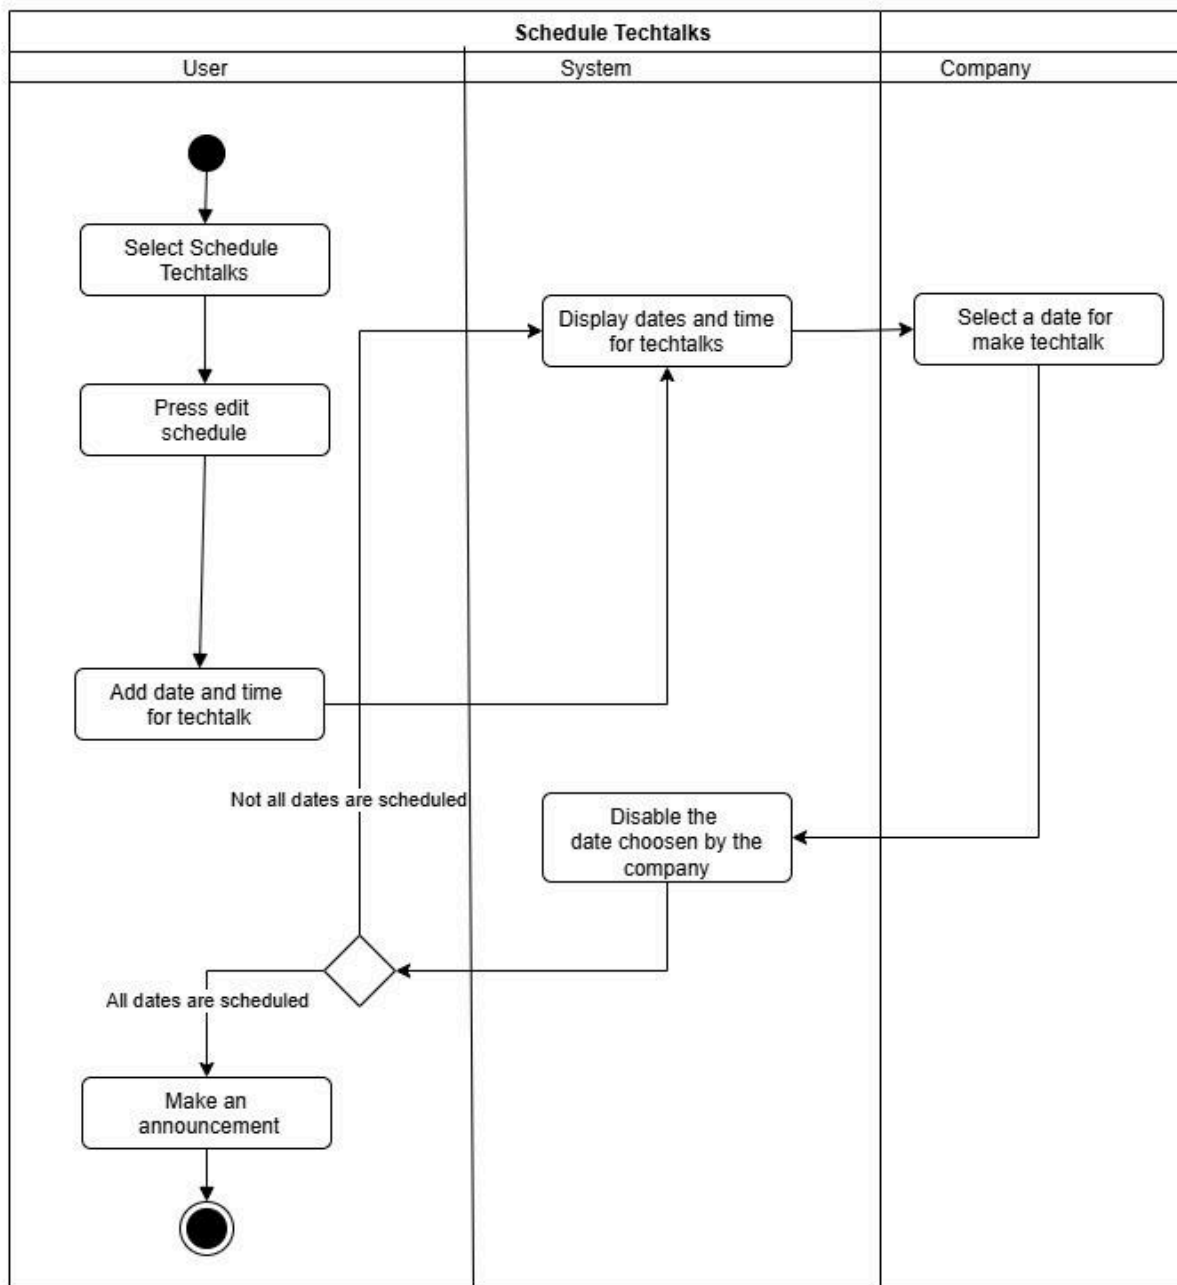 Schedule Techtalks
User
System
Company
Select Schedule
Techtalks
Display dates and time
for techtalks
Select a date for
make techtalk
Press edit
schedule
Add date and time
for techtalk
Not all dates are scheduled
Disable the
date choosen by the
company
All dates are scheduled
Make an
announcement